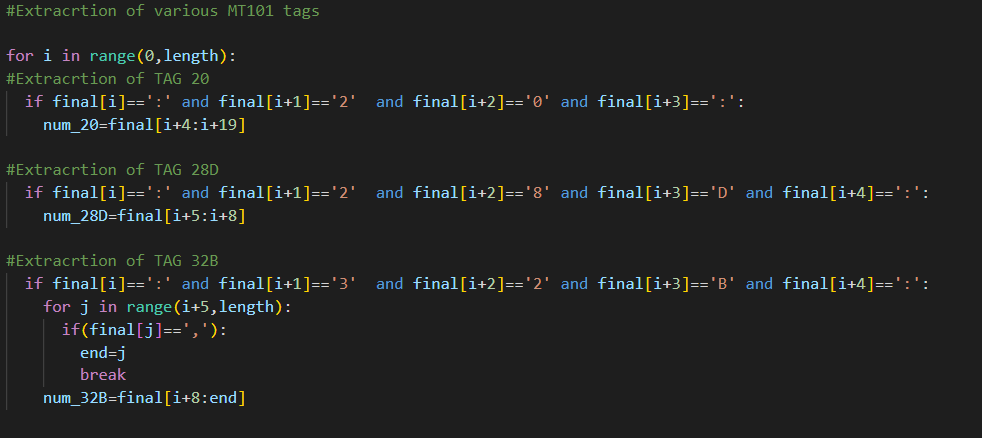 #Extracrtion of various MT101 tags
for i in range(0,length):
#Extracrtion of TAG 20
if final[i]==':' and final[i+1]=='2'  and final[i+2]=='0' and final[i+3]==':':
num_20=final[i+4:i+19]
#Extracrtion of TAG 28D
if final[i]==':' and final[i+1]=='2'  and final[i+2]=='8' and final[i+3]=='D' and final[i+4]==':':
num_28D=final[i+5:i+8]
#Extracrtion of TAG 32B
if final[i]==':' and final[i+1]=='3'  and final[i+2]=='2' and final[i+3]=='B' and final[i+4]==':':
for j in range(i+5,length):
if(final[j]==','):
end=j
break
num_32B=final[i+8:end]